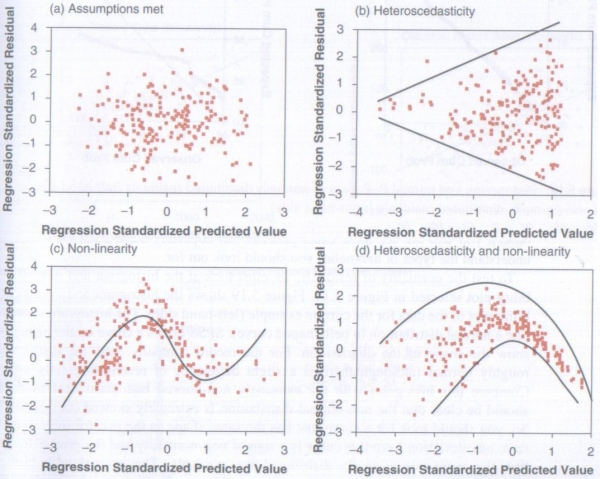 (a) Assumptions met
Regression Standardized Residual
4
3
2
1
0
−1
−2
−3
−3 −2 −1 0 1 2 3
Regression Standardized Predicted Value
(b) Heteroscedasticity
Regression Standardized Residual
3
2
1
0
−1
−2
−3
−4 −3 −2 −1 0 1 2
Regression Standardized Predicted Value
(c) Non-linearity
Regression Standardized Residual
4
3
2
1
0
−1
−2
−3
−3 −2 −1 0 1 2 3
Regression Standardized Predicted Value
(d) Heteroscedasticity and non-linearity
Regression Standardized Residual
3
2
1
0
−1
−2
−3
−4 −3 −2 −1 0 1 2
Regression Standardized Predicted Value